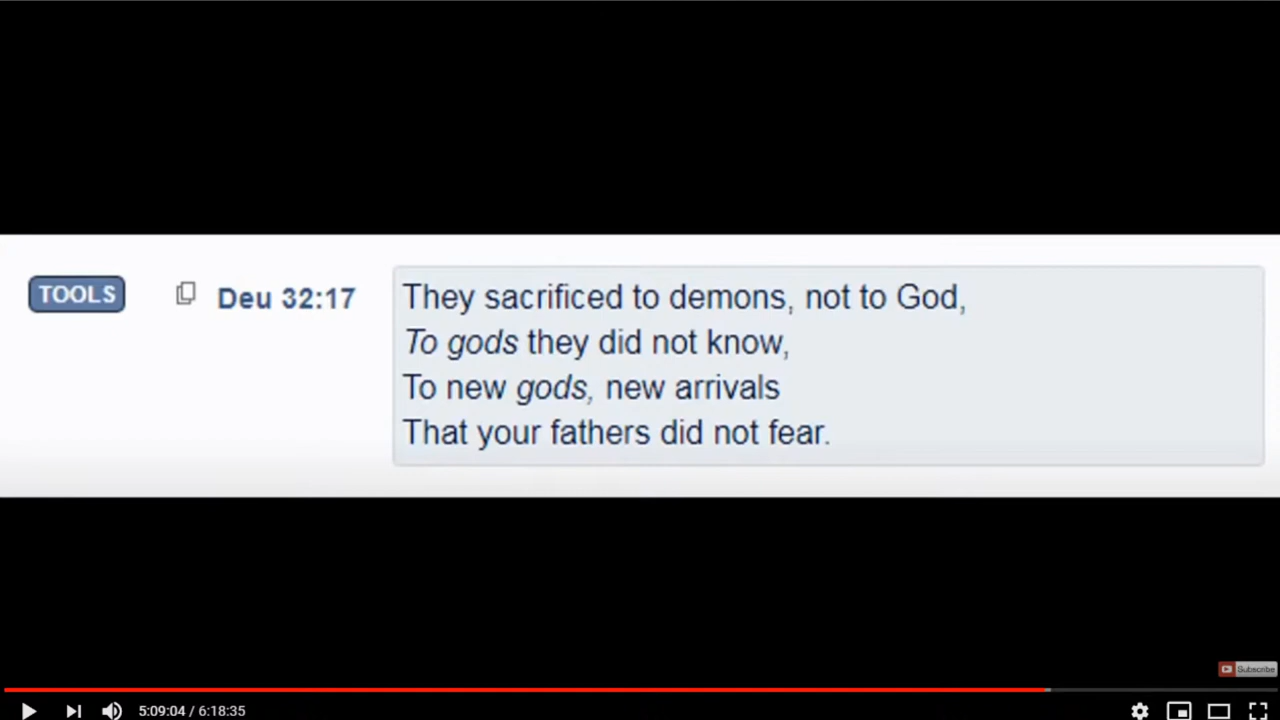 TOOLS
Deu 32:17
They sacrificed to demons, not to God,
To gods they did not know,
To new gods, new arrivals
That your fathers did not fear.
Subscribe
5:09:04 / 6:18:35